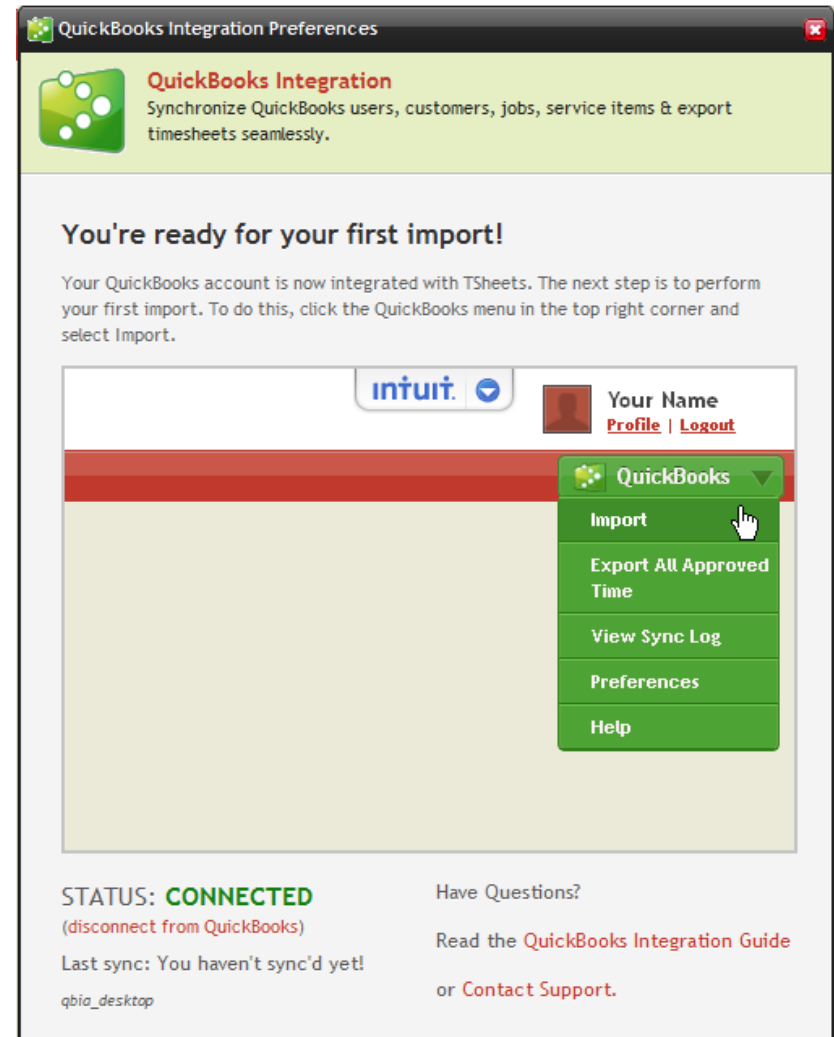 QuickBooks Integration Preferences
QuickBooks Integration
Synchronize QuickBooks users, customers, jobs, service items & export
timesheets seamlessly.
You're ready for your first import!
Your QuickBooks account is now integrated with TSheets. The next step is to perform
your first import. To do this, click the QuickBooks menu in the top right corner and
select Import.
intuit.
Your Name
Profile | Logout
QuickBooks
Import
Export All Approved
Time
View Sync Log
Preferences
Help
STATUS: CONNECTED
(disconnect from QuickBooks)
Last sync: You haven't sync'd yet!
qbia_desktop
Have Questions?
Read the QuickBooks Integration Guide
or Contact Support.